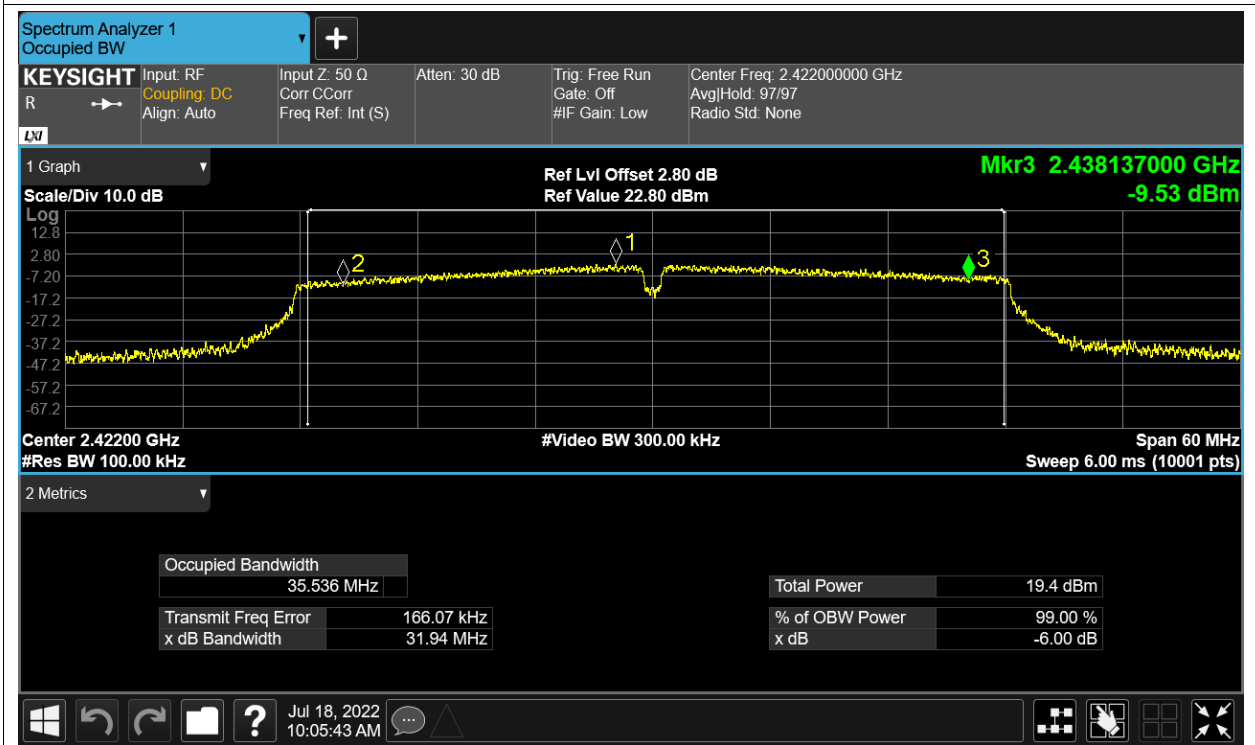 Spectrum Analyzer 1
Occupied BW
KEYSIGHT
R
LXI
Input: RF
Coupling: DC
Align: Auto
Input Z: 50 Ω
Corr CCorr
Freq Ref: Int (S)
Atten: 30 dB
Trig: Free Run
Gate: Off
#IF Gain: Low
Center Freq: 2.422000000 GHz
Avg|Hold: 97/97
Radio Std: None
1 Graph
Scale/Div 10.0 dB
Ref Lvl Offset 2.80 dB
Ref Value 22.80 dBm
Mkr3 2.438137000 GHz
-9.53 dBm
Log
12.8
2.80
-7.20
-17.2
-27.2
-37.2
-47.2
-57.2
-67.2
2
1
3
Center 2.42200 GHz
#Res BW 100.00 kHz
#Video BW 300.00 kHz
Span 60 MHz
Sweep 6.00 ms (10001 pts)
2 Metrics
Occupied Bandwidth
35.536 MHz
Transmit Freq Error 166.07 kHz
x dB Bandwidth 31.94 MHz
Total Power 19.4 dBm
% of OBW Power 99.00 %
x dB -6.00 dB
?
Jul 18, 2022
10:05:43 AM